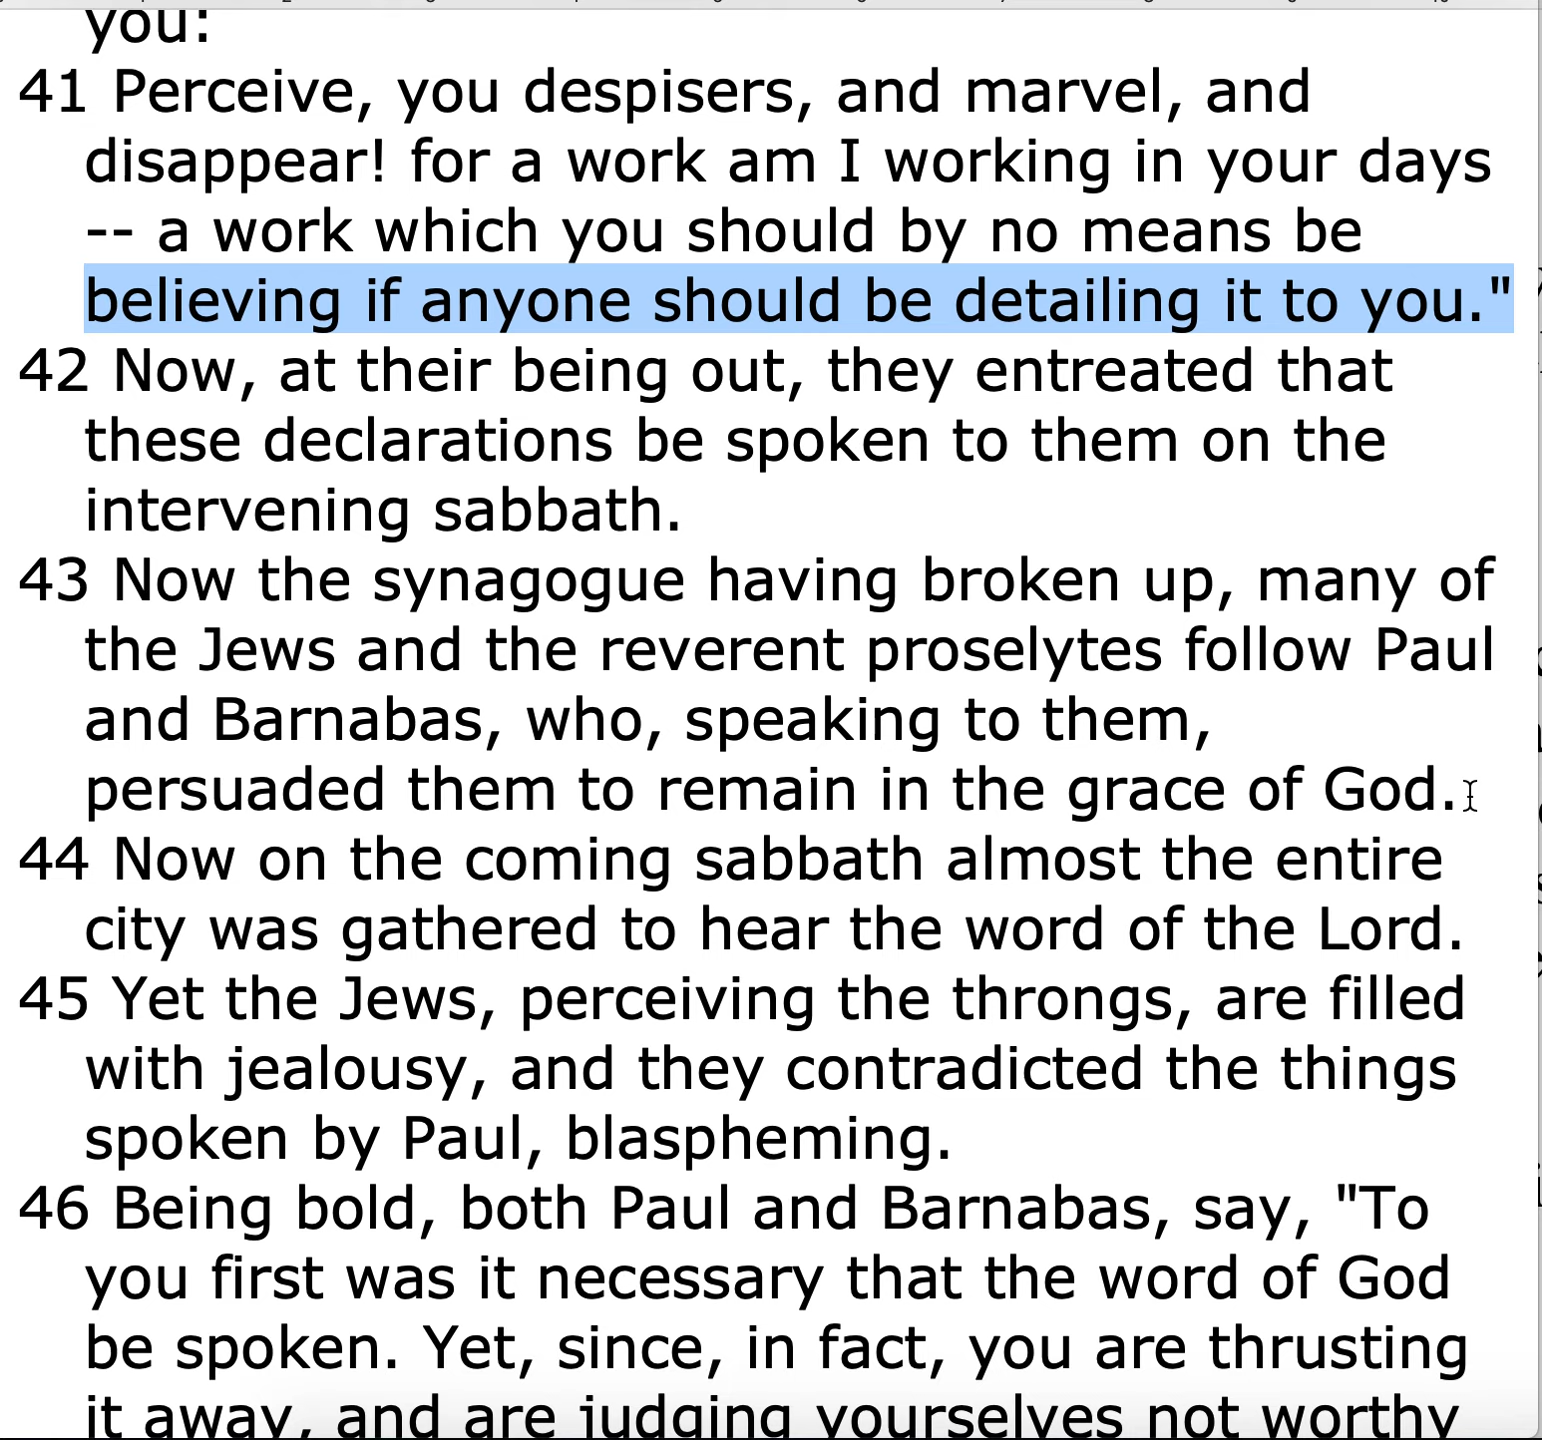 you:
41 Perceive, you despisers, and marvel, and
disappear! for a work am I working in your days
-- a work which you should by no means be
believing if anyone should be detailing it to you."
42 Now, at their being out, they entreated that
these declarations be spoken to them on the
intervening sabbath.
43 Now the synagogue having broken up, many of
the Jews and the reverent proselytes follow Paul
and Barnabas, who, speaking to them,
persuaded them to remain in the grace of God.
44 Now on the coming sabbath almost the entire
city was gathered to hear the word of the Lord.
45 Yet the Jews, perceiving the throngs, are filled
with jealousy, and they contradicted the things
spoken by Paul, blaspheming.
46 Being bold, both Paul and Barnabas, say, "To
you first was it necessary that the word of God
be spoken. Yet, since, in fact, you are thrusting
it away, and are judging yourselves not worthy